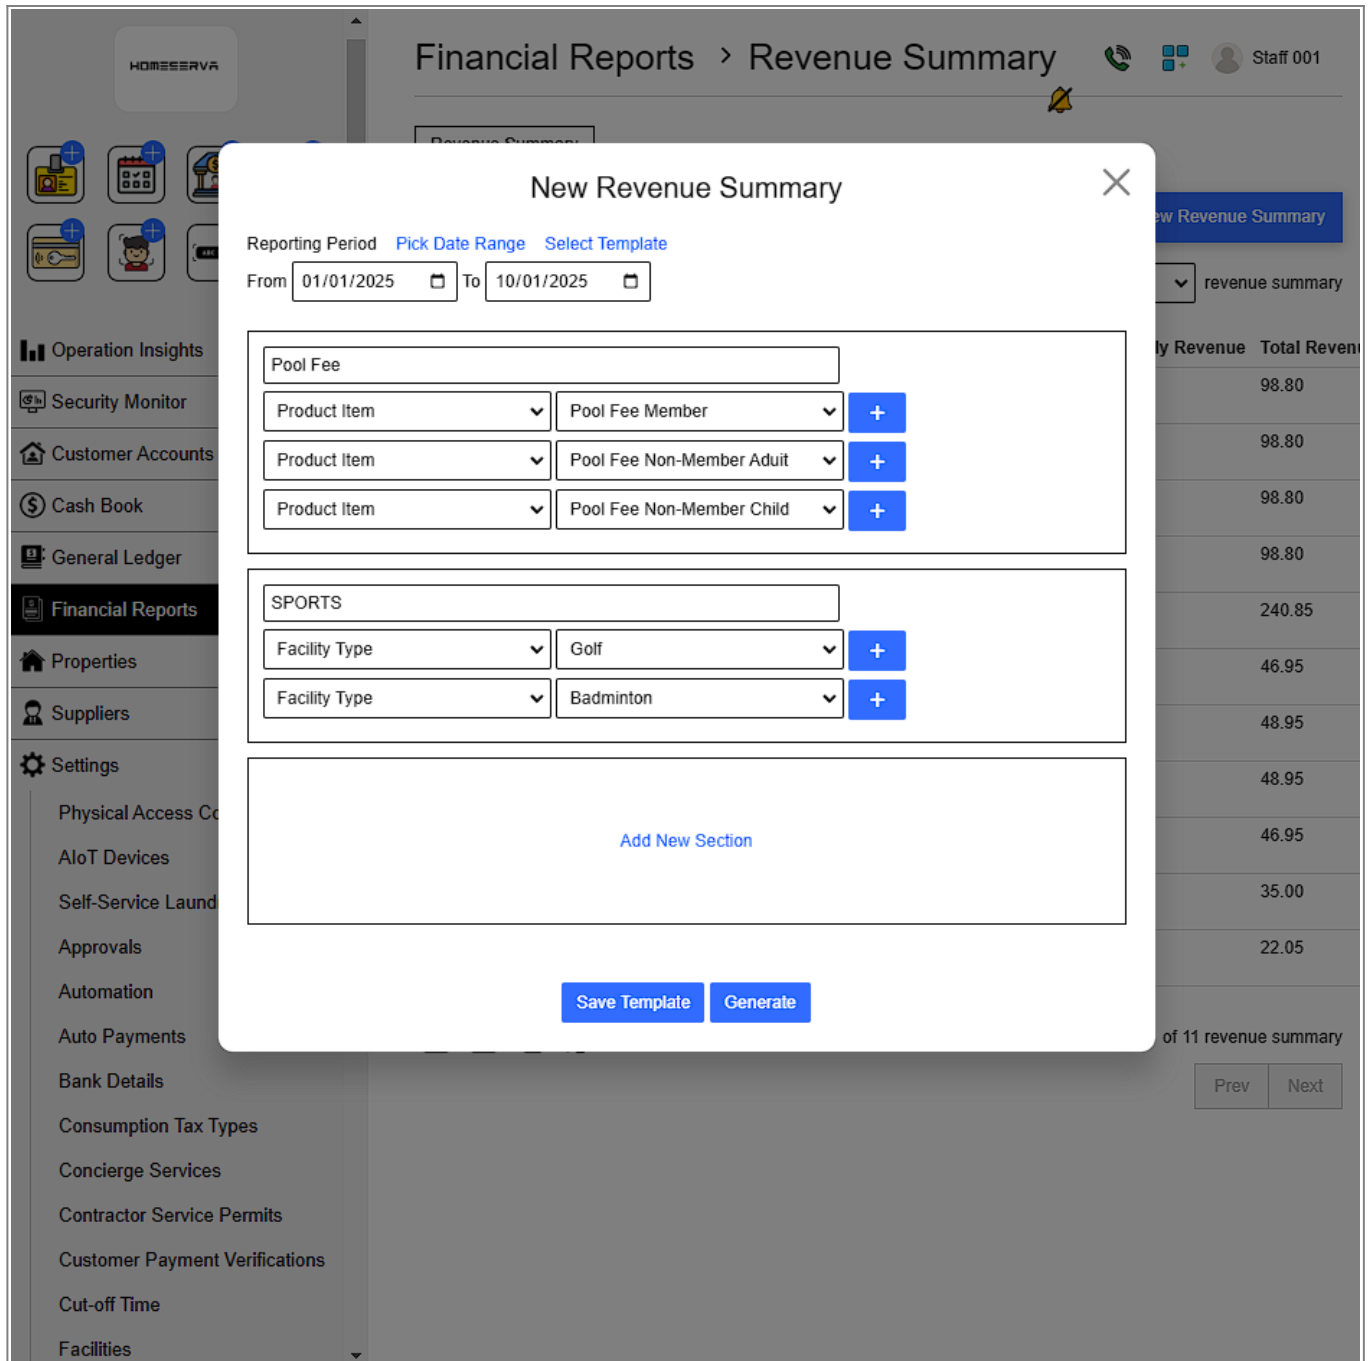 HOMESERVA
Financial Reports > Revenue Summary
Staff 001
Revenue Summary
New Revenue Summary
Reporting Period Pick Date Range Select Template
From 01/01/2025 To 10/01/2025
Pool Fee
Product Item Pool Fee Member +
Product Item Pool Fee Non-Member Aduit +
Product Item Pool Fee Non-Member Child +
SPORTS
Facility Type Golf +
Facility Type Badminton +
Add New Section
Save Template Generate
Revenue Summary
revenue summary
Revenue
98.80
98.80
98.80
98.80
240.85
46.95
48.95
48.95
46.95
35.00
22.05
of 11 revenue summary
Prev Next
ABC
Operation Insights
Security Monitor
Customer Accounts
Cash Book
General Ledger
Financial Reports
Properties
Suppliers
Settings
Physical Access
AIoT Devices
Self-Service
Approvals
Automation
Auto Payments
Bank Details
Consumption Tax Types
Concierge Services
Contractor Service Permits
Customer Payment Verifications
Cut-off Time
Facilities